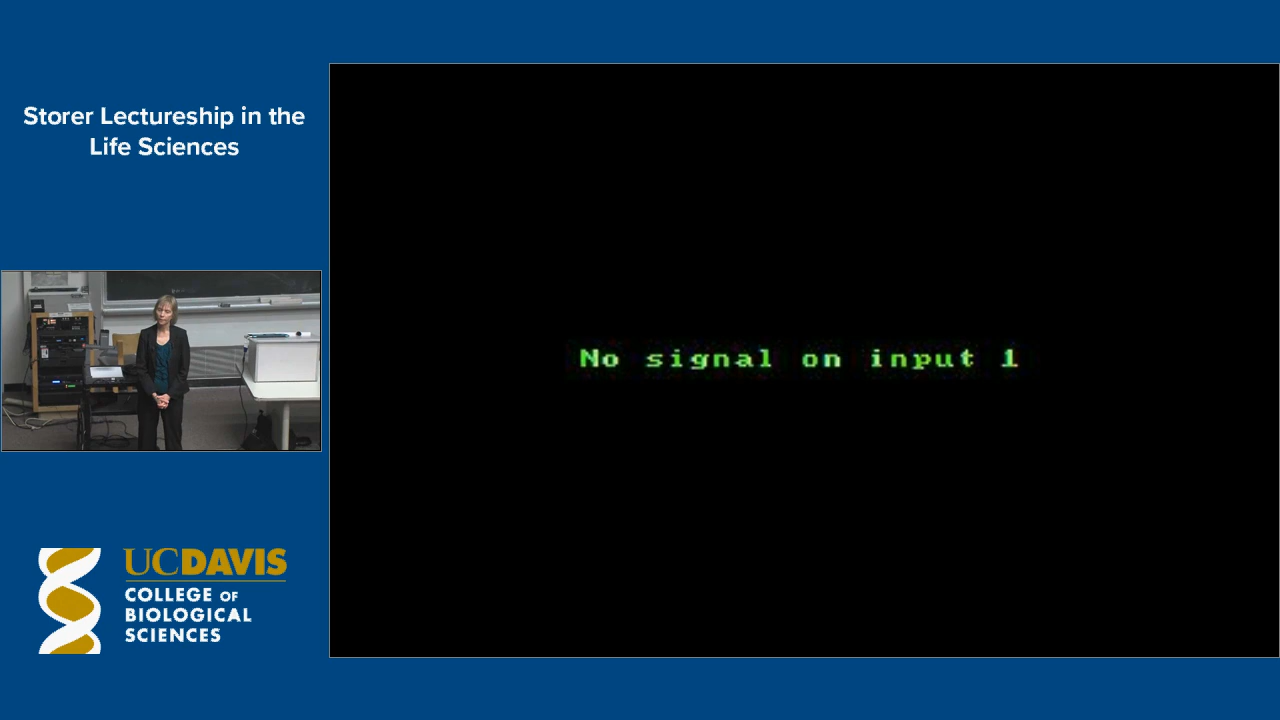 Storer Lectureship in the
Life Sciences
No signal on input 1
UCDAVIS
COLLEGE OF
BIOLOGICAL
SCIENCES